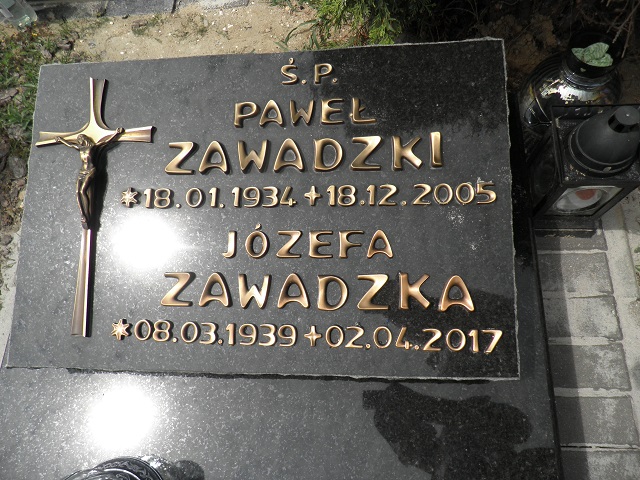 Ś.P.
PAWEŁ
ZAWADZKI
*18.01.1934 +18.12.2005
JÓZEFA
ZAWADZKA
*08.03.1939 +02.04.2017